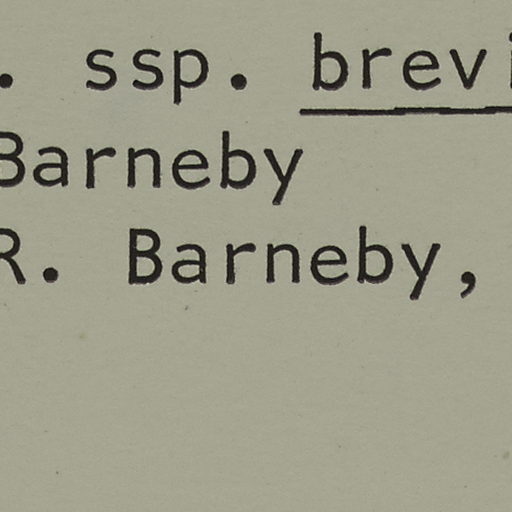 . ssp. brevi
Barneby
R. Barneby,